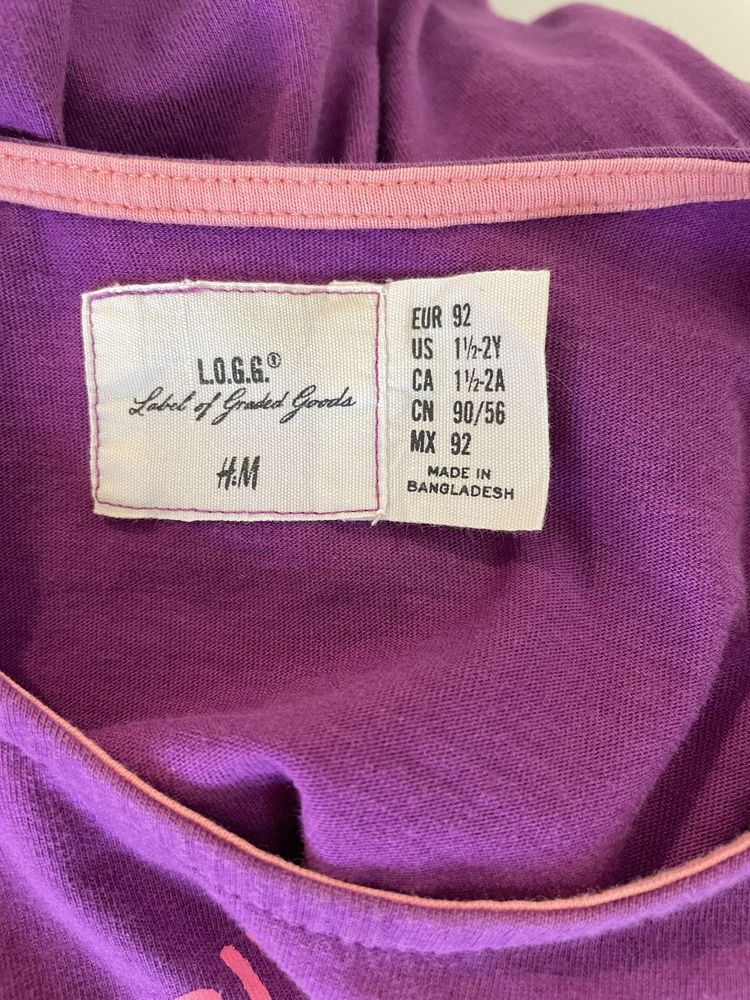 L.O.G.G.®
Label of Graded Goods
H&M
EUR 92
US 1½-2Y
CA 1½-2A
CN 90/56
MX 92
MADE IN
BANGLADESH